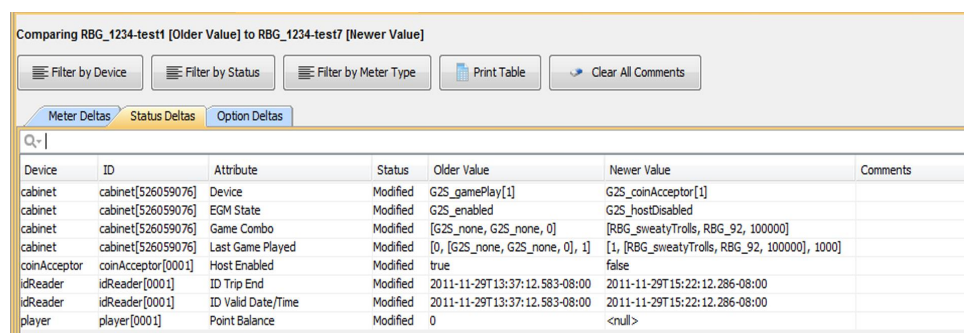 Comparing RBG_1234-test1 [Older Value] to RBG_1234-test7 [Newer Value]
Filter by Device Filter by Status Filter by Meter Type Print Table Clear All Comments
Meter Deltas Status Deltas Option Deltas
Device ID Attribute Status Older Value Newer Value Comments
cabinet cabinet[526059076] Device Modified G2S_gamePlay[1] G2S_coinAcceptor[1]
cabinet cabinet[526059076] EGM State Modified G2S_enabled G2S_hostDisabled
cabinet cabinet[526059076] Game Combo Modified [G2S_none, G2S_none, 0] [RBG_sweatyTrolls, RBG_92, 100000]
cabinet cabinet[526059076] Last Game Played Modified [0, [G2S_none, G2S_none, 0], 1] [1, [RBG_sweatyTrolls, RBG_92, 100000], 1000]
coinAcceptor coinAcceptor[0001] Host Enabled Modified true false
idReader idReader[0001] ID Trip End Modified 2011-11-29T13:37:12.583-08:00 2011-11-29T15:22:12.286-08:00
idReader idReader[0001] ID Valid Date/Time Modified 2011-11-29T13:37:12.583-08:00 2011-11-29T15:22:12.286-08:00
player player[0001] Point Balance Modified 0 <null>